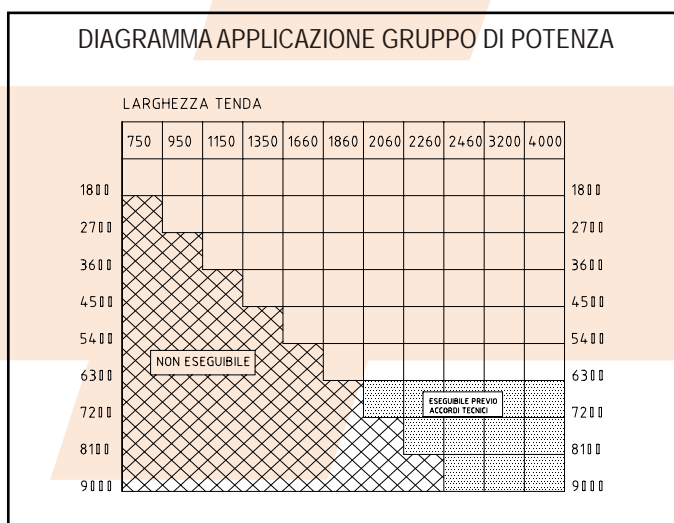 DIAGRAMMA APPLICAZIONE GRUPPO DI POTENZA
LARGHEZZA TENDA
750 950 1150 1350 1660 1860 2060 2260 2460 3200 4000
1800 1800
2700 2700
3600 3600
4500 4500
5400 5400
NON ESEGUIBILE
6300 6300
ESEGUIBILE PREVIO
ACCORDI TECNICI
7200 7200
8100 8100
9000 9000